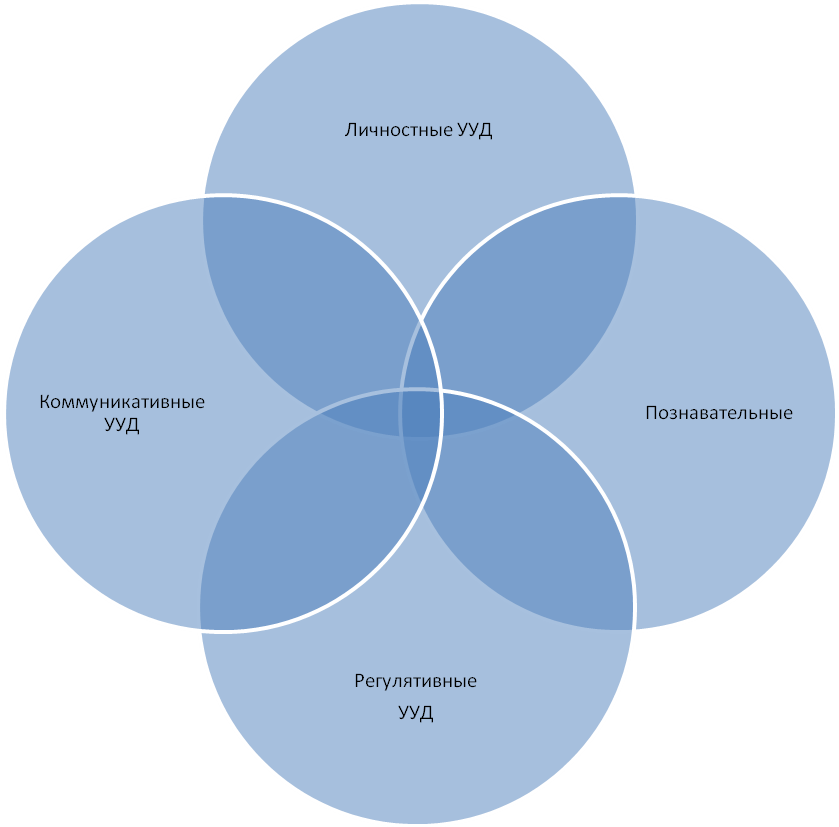 Личностные УУД
Коммуникативные
УУД
Познавательные
Регулятивные
УУД